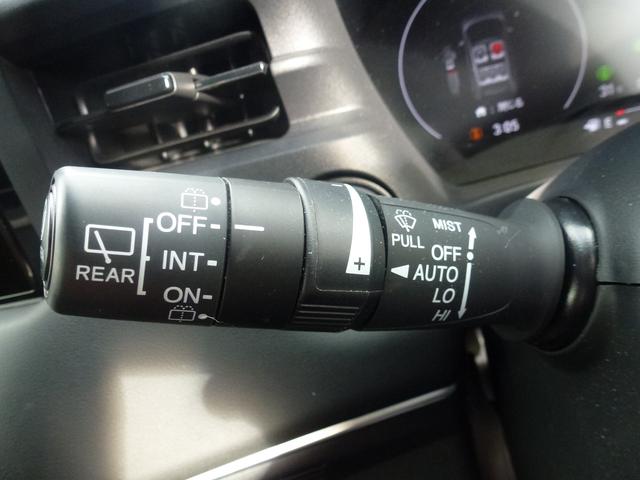 OFF
INT
ON
REAR
-
+
PULL
MIST
OFF
AUTO
LO
HI
3:05
E